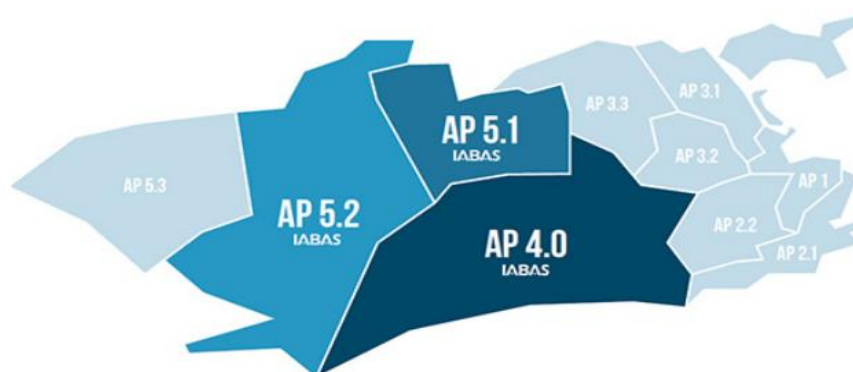 AP 5.3
AP 5.2
IABAS
AP 5.1
IABAS
AP 4.0
IABAS
AP 3.3
AP 3.1
AP 3.2
AP 2.2
AP 1
AP 2.1